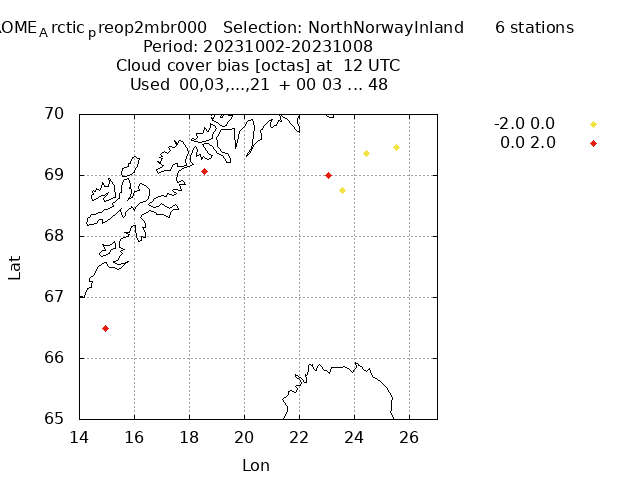 ROME_Arctic_preop2mbr000 Selection: NorthNorwayInland 6 stations
Period: 20231002-20231008
Cloud cover bias [octas] at 12 UTC
Used 00,03,...,21 + 00 03 ... 48
-2.0 0.0
0.0 2.0
70
69
68
67
66
65
Lat
14 16 18 20 22 24 26
Lon